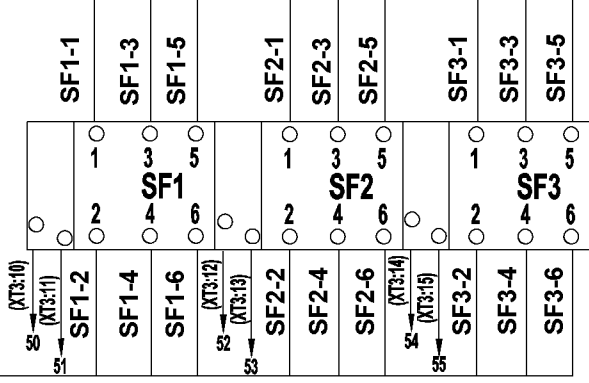 SF1-1 SF1-3 SF1-5 SF2-1 SF2-3 SF2-5 SF3-1 SF3-3 SF3-5
1 3 5 1 3 5 1 3 5
SF1 SF2 SF3
2 4 6 2 4 6 2 4 6
(XT3:10) (XT3:11) SF1-2 SF1-4 SF1-6 (XT3:12) (XT3:13) SF2-2 SF2-4 SF2-6 (XT3:14) (XT3:15) SF3-2 SF3-4 SF3-6
50 52 54
51 53 55